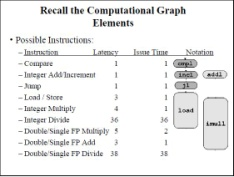 Recall the Computational Graph
Elements
• Possible Instructions:
– Instruction Latency Issue Time Notation
– Compare 1 1 cmpl
– Integer Add/Increment 1 1 incl addl
– Jump 1 1 jl
– Load / Store 3 1 load
– Integer Multiply 4 1 imull
– Integer Divide 36 36
– Double/Single FP Multiply 5 2
– Double/Single FP Add 3 1
– Double/Single FP Divide 38 38